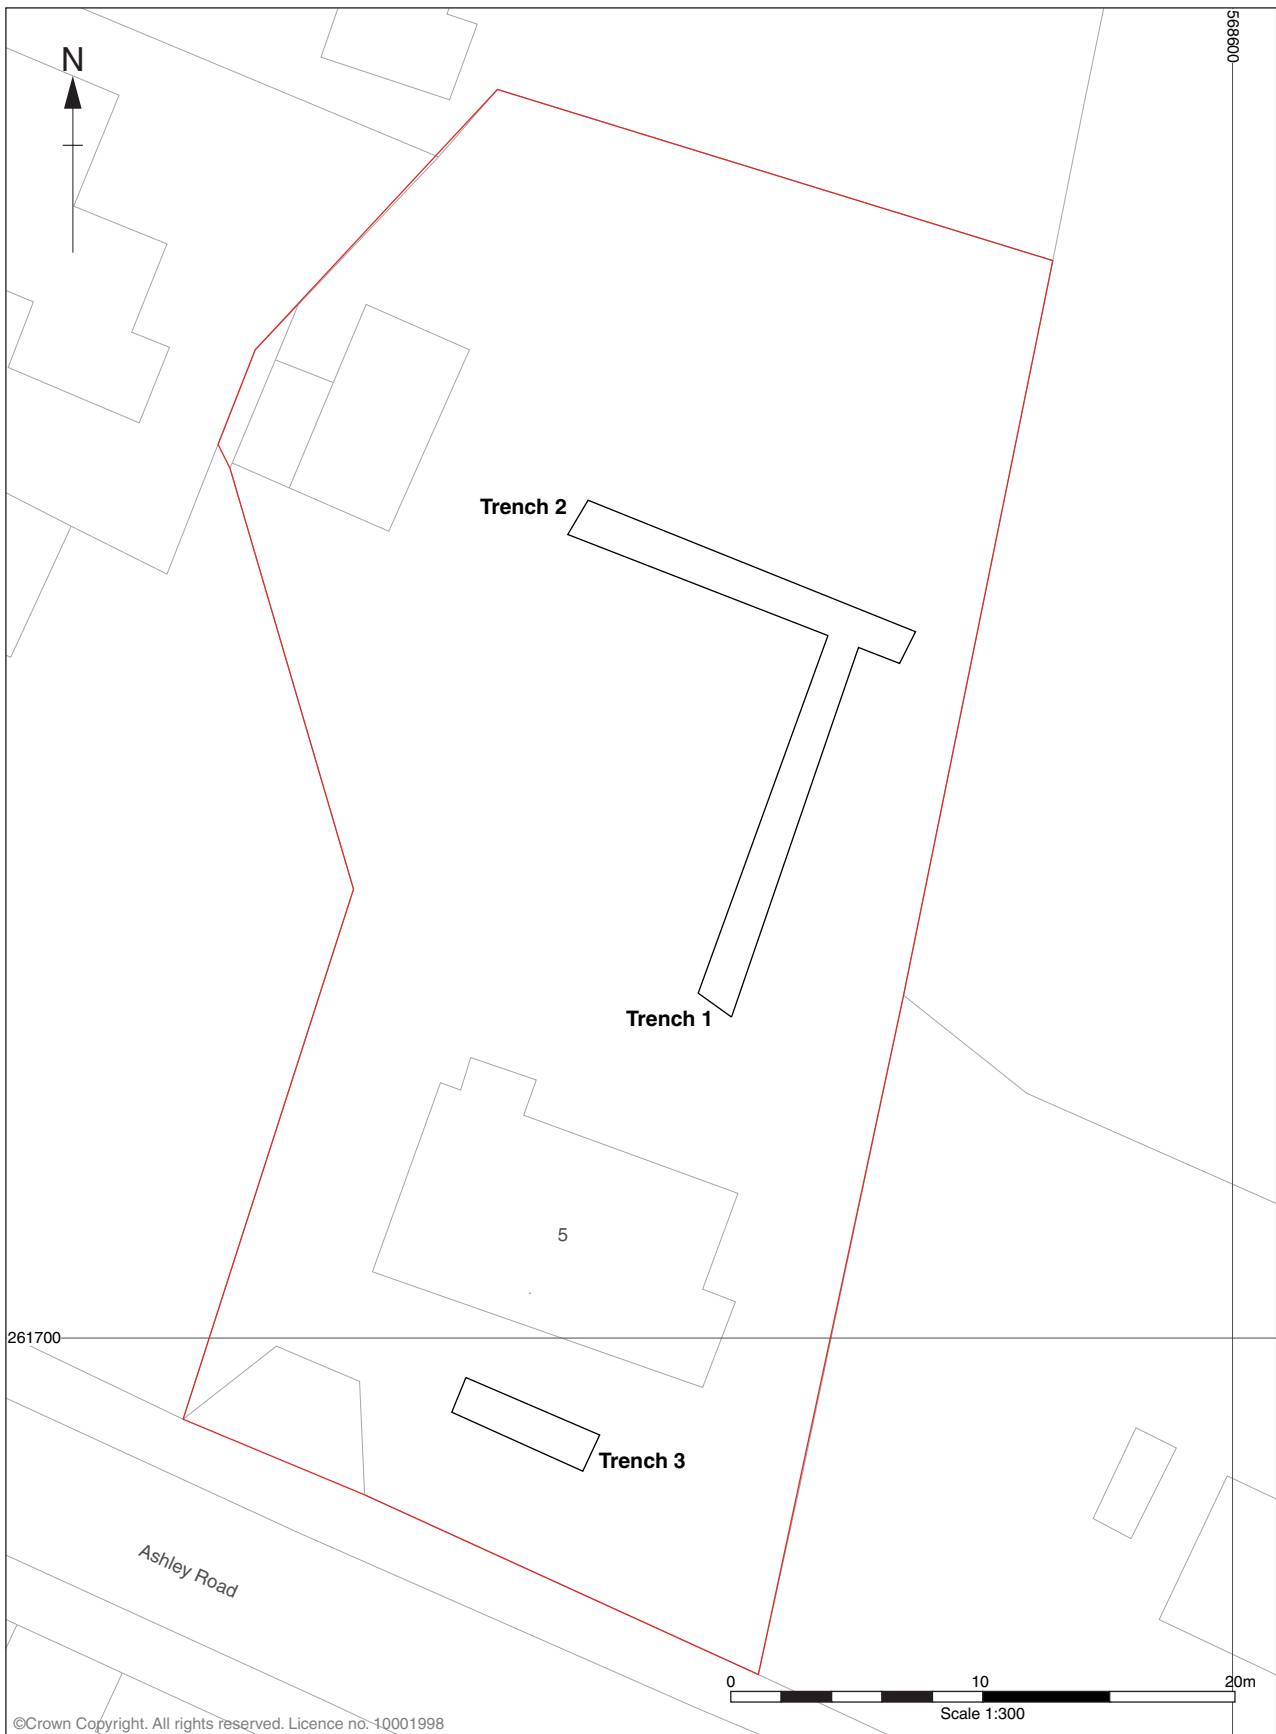 568600
N
Trench 2
Trench 1
5
261700
Trench 3
Ashley Road
0 10 20m
Scale 1:300
©Crown Copyright. All rights reserved. Licence no. 10001998